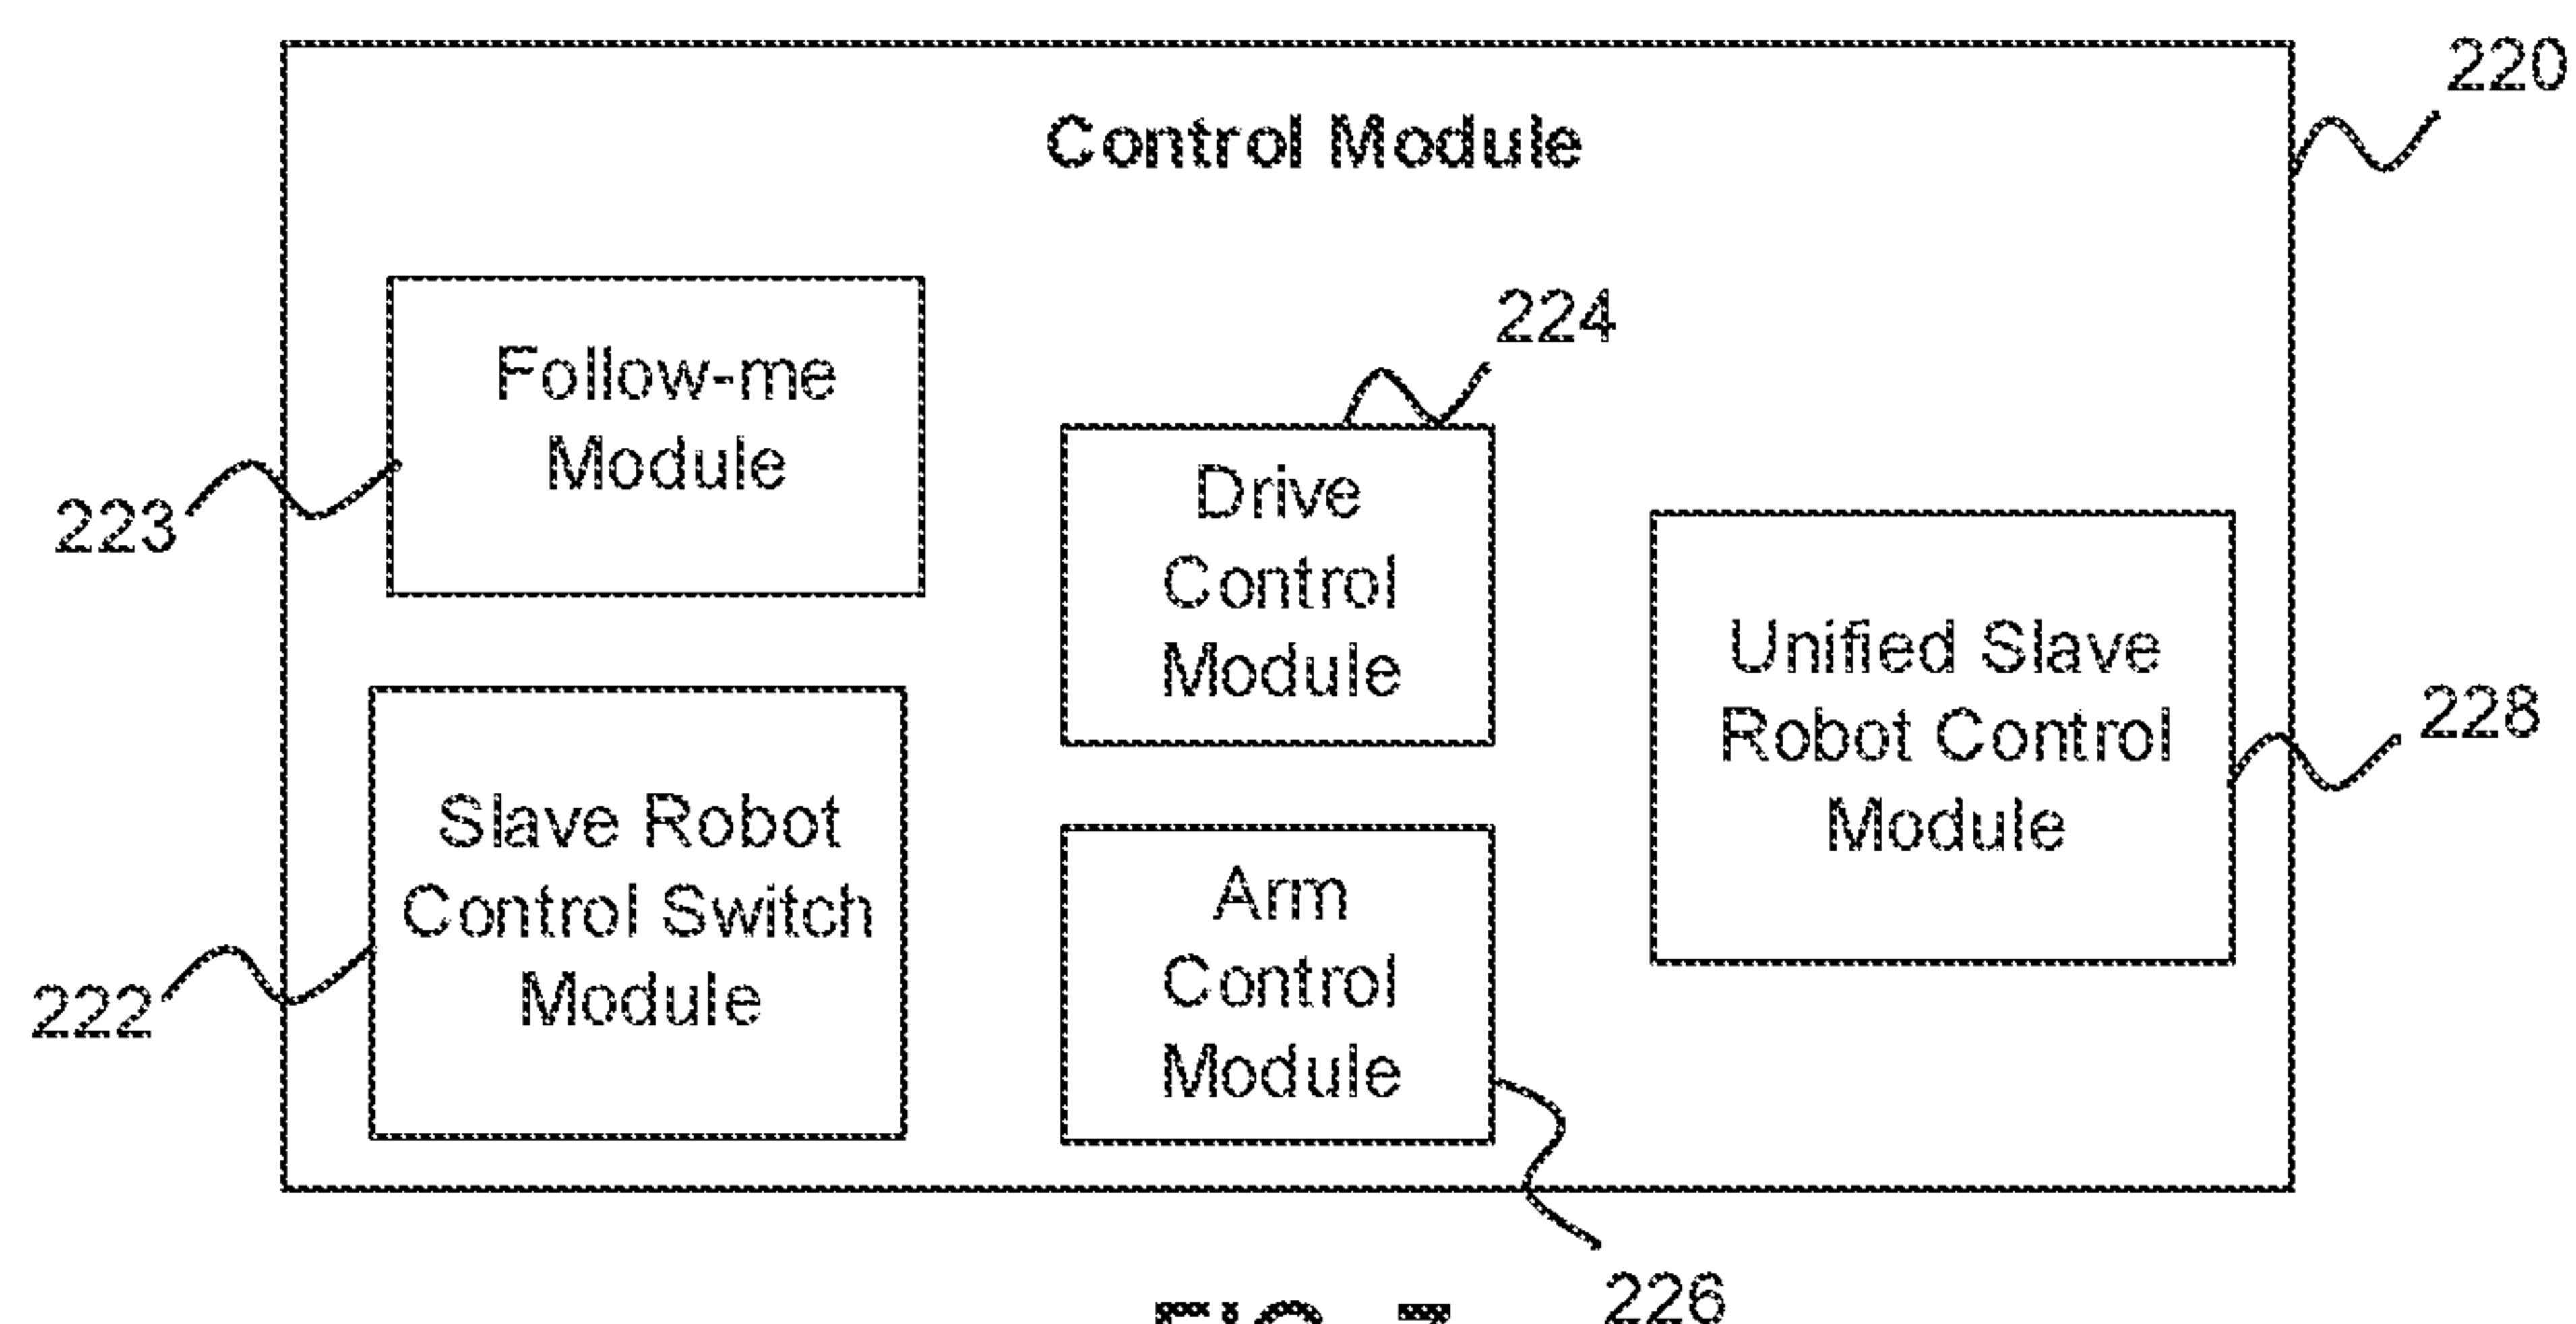 220
Control Module
Follow-me
Module
223
224
Drive
Control
Module
Unified Slave
Robot Control
Module
228
Slave Robot
Control Switch
Module
222
Arm
Control
Module
226